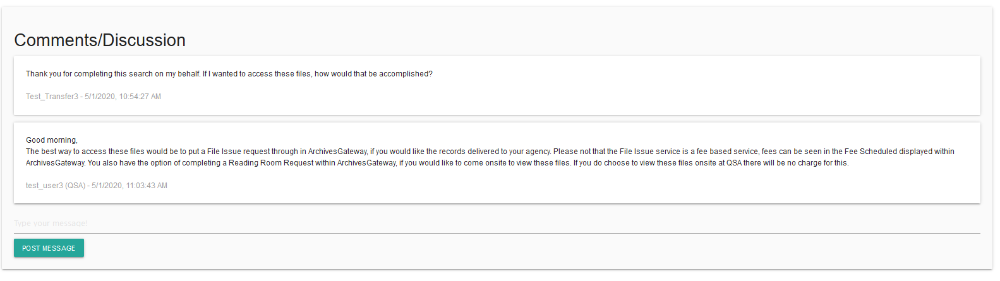 Comments/Discussion
Thank you for completing this search on my behalf. If I wanted to access these files, how would that be accomplished?
Test_Transfer3 - 5/1/2020, 10:54:27 AM
Good morning,
The best way to access these files would be to put a File Issue request through in ArchivesGateway, if you would like the records delivered to your agency. Please not that the File Issue service is a fee based service, fees can be seen in the Fee Scheduled displayed within
ArchivesGateway. You also have the option of completing a Reading Room Request within ArchivesGateway, if you would like to come onsite to view these files. If you do choose to view these files onsite at QSA there will be no charge for this.
test_user3 (QSA) - 5/1/2020, 11:03:43 AM
Type your message!
POST MESSAGE